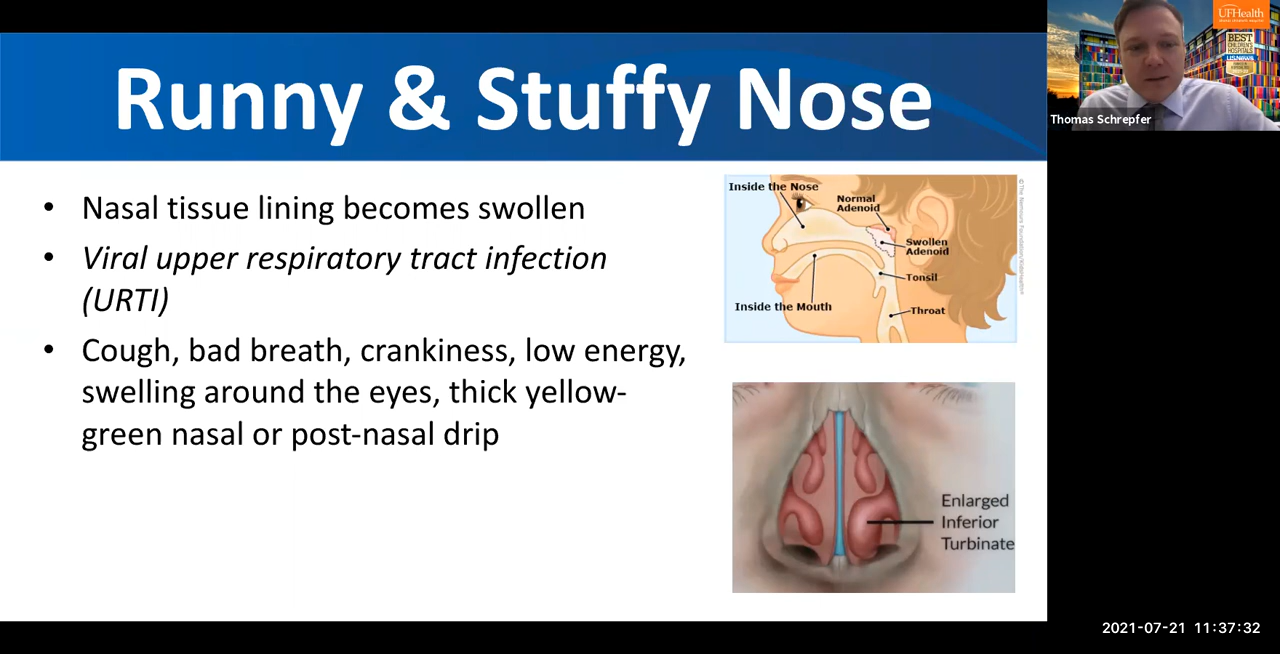 Runny & Stuffy Nose
• Nasal tissue lining becomes swollen
• Viral upper respiratory tract infection
(URTI)
• Cough, bad breath, crankiness, low energy,
swelling around the eyes, thick yellow-
green nasal or post-nasal drip
Inside the Nose
Normal
Adenoid
Swollen
Adenoid
Tonsil
Inside the Mouth
Throat
Enlarged
Inferior
Turbinate
UFHealth
BEST
CHILDREN'S
HOSPITALS
U.S.NEWS
Thomas Schrepfer
2021-07-21 11:37:32